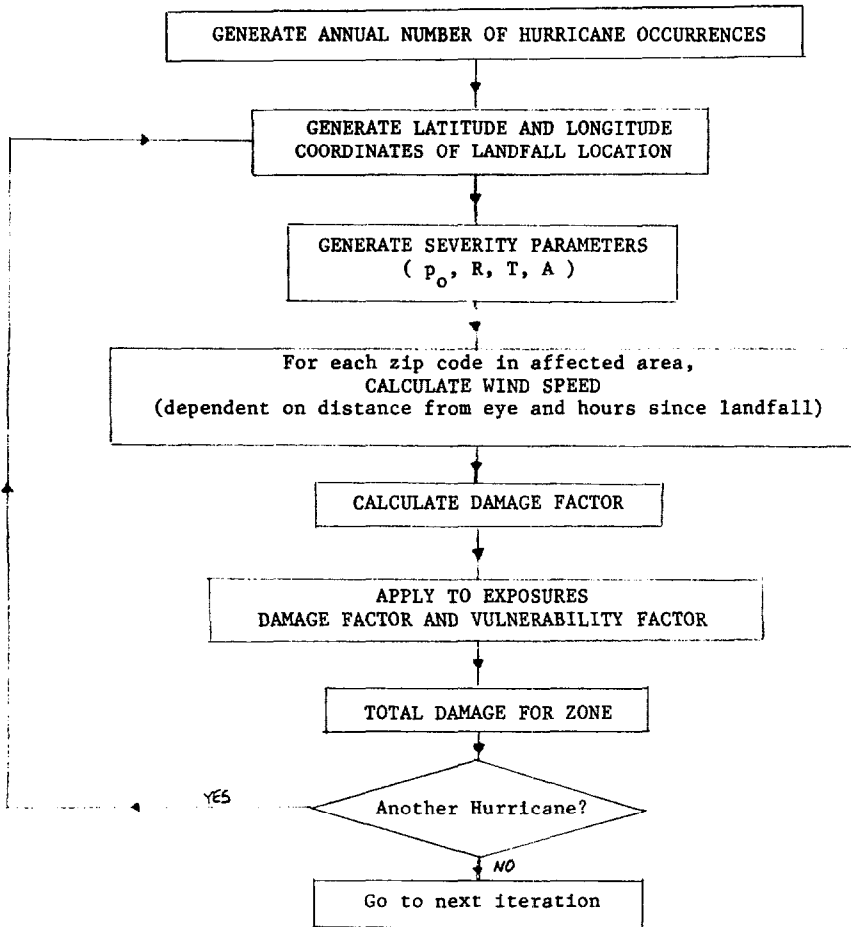 GENERATE ANNUAL NUMBER OF HURRICANE OCCURRENCES
GENERATE LATITUDE AND LONGITUDE
COORDINATES OF LANDFALL LOCATION
GENERATE SEVERITY PARAMETERS
( po, R, T, A )
For each zip code in affected area,
CALCULATE WIND SPEED
(dependent on distance from eye and hours since landfall)
CALCULATE DAMAGE FACTOR
APPLY TO EXPOSURES
DAMAGE FACTOR AND VULNERABILITY FACTOR
TOTAL DAMAGE FOR ZONE
YES
Another Hurricane?
NO
Go to next iteration